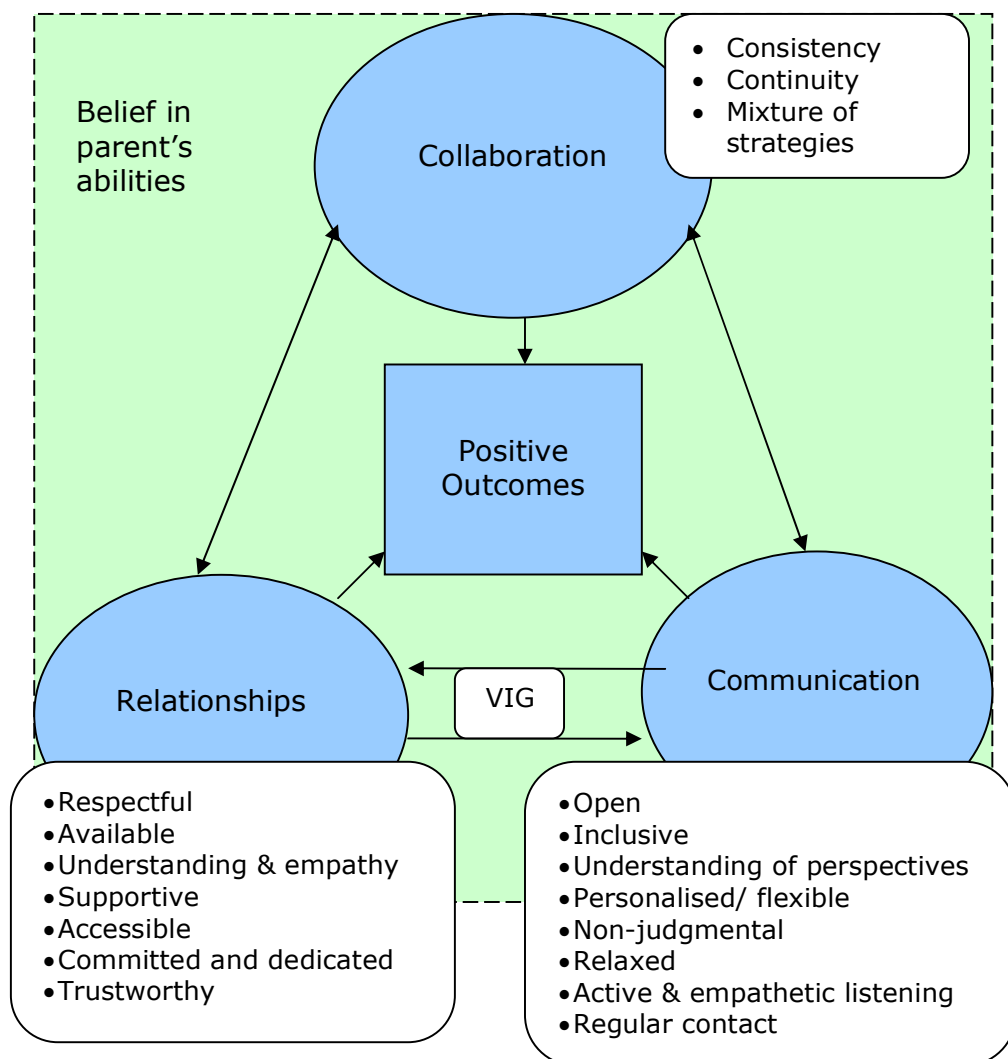 • Consistency
• Continuity
• Mixture of
strategies
Belief in
parent’s
abilities
Collaboration
Positive
Outcomes
Relationships
VIG
Communication
•Respectful
•Available
•Understanding & empathy
•Supportive
•Accessible
•Committed and dedicated
•Trustworthy
•Open
•Inclusive
•Understanding of perspectives
•Personalised/ flexible
•Non-judgmental
•Relaxed
•Active & empathetic listening
•Regular contact